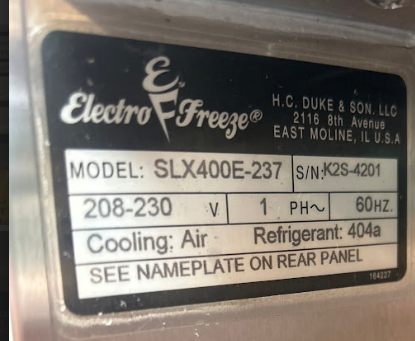 Electro Freeze®
H.C. DUKE & SON. LLC
2116 8th Avenue
EAST MOLINE, IL U.S.A
MODEL: SLX400E-237 S/N: K2S-4201
208-230 V 1 PH~ 60HZ.
Cooling: Air Refrigerant: 404a
SEE NAMEPLATE ON REAR PANEL
164227